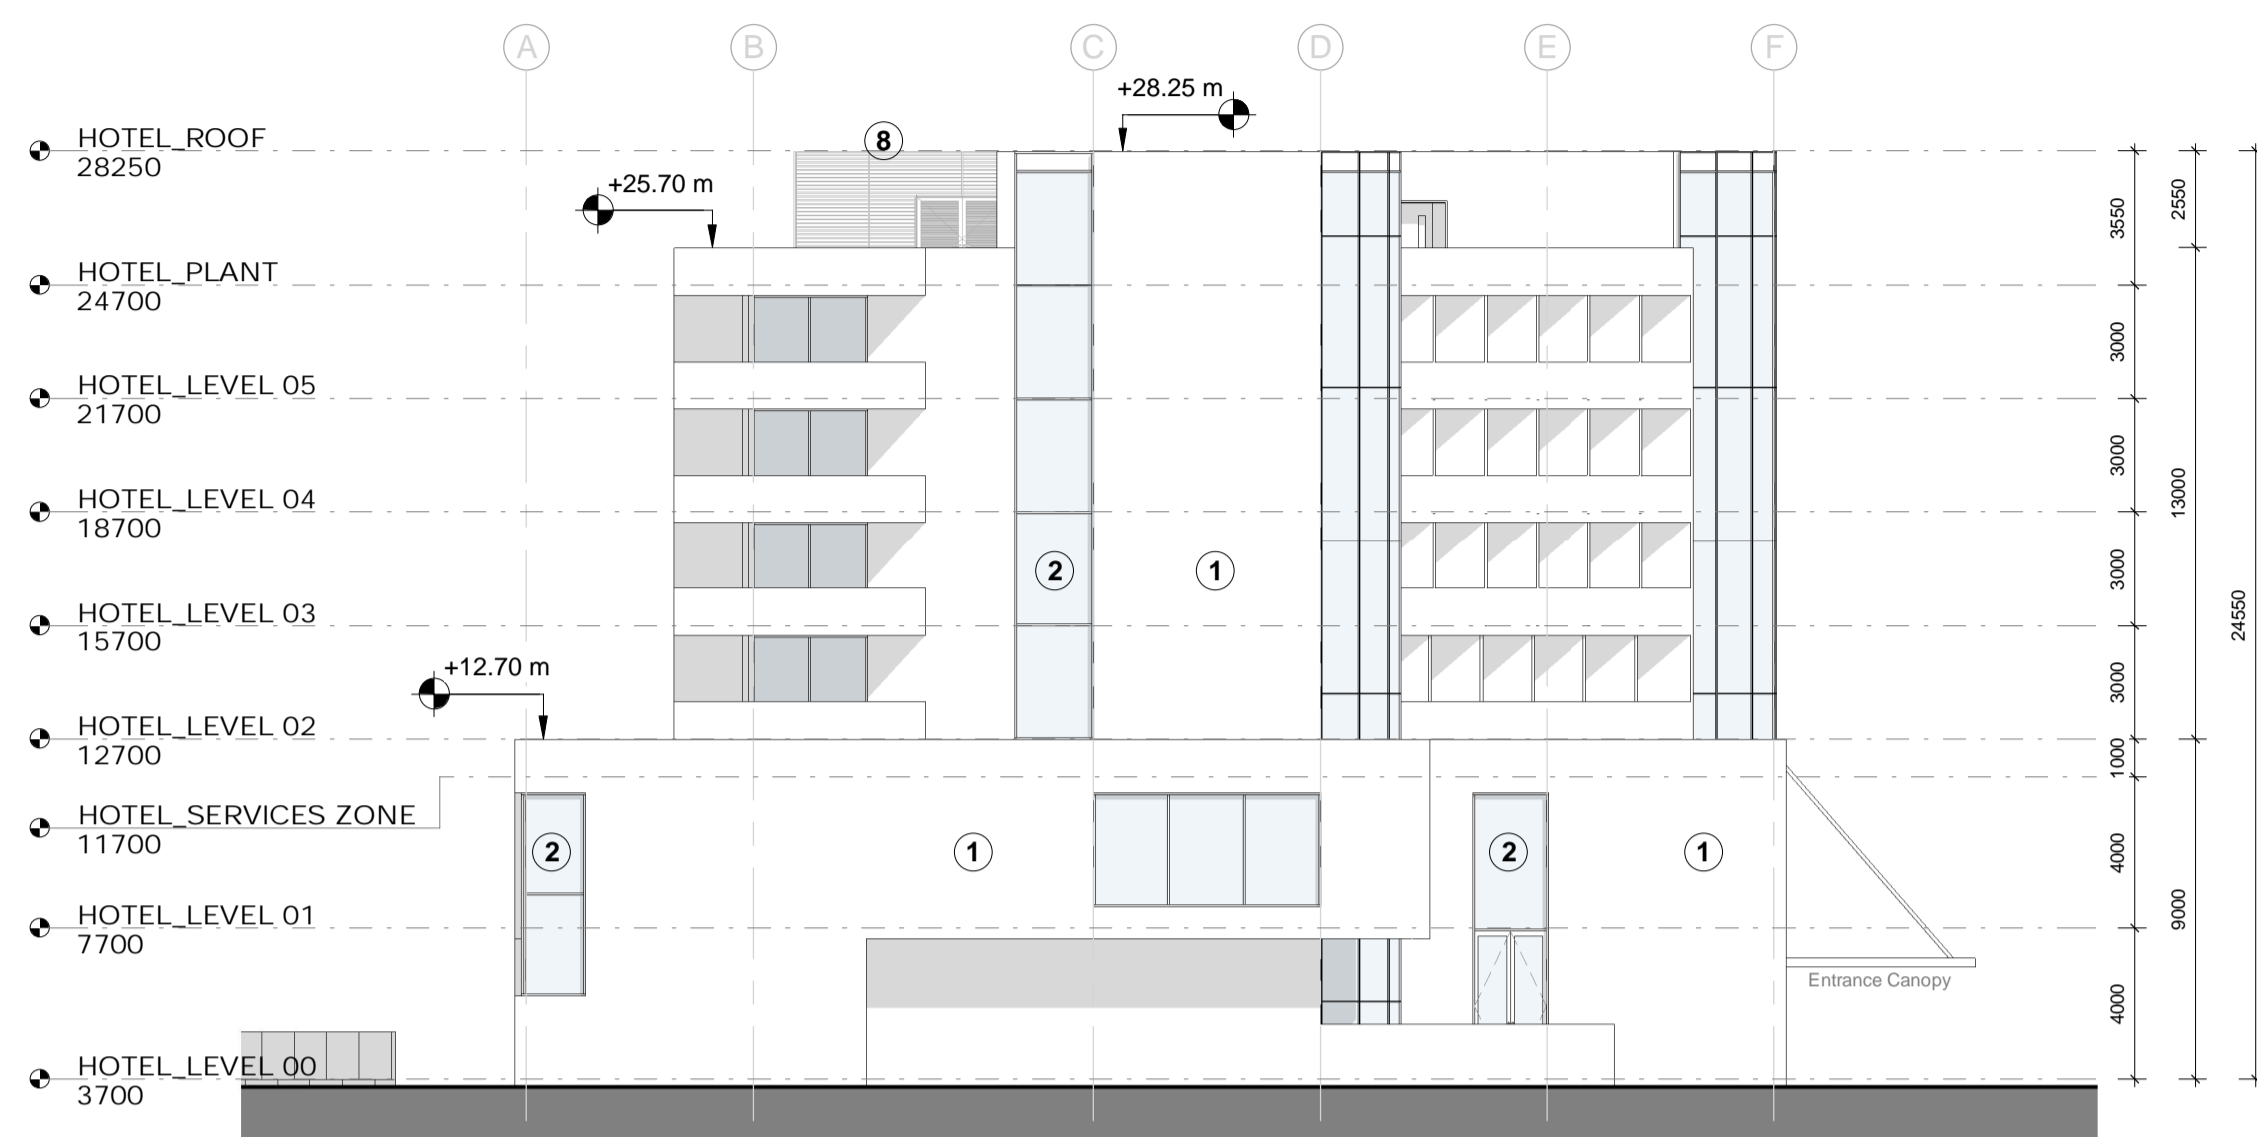 A B C D E F
+28.25 m
HOTEL_ROOF
28250
8
+25.70 m
HOTEL_PLANT
24700
HOTEL_LEVEL 05
21700
HOTEL_LEVEL 04
18700
2 1
HOTEL_LEVEL 03
15700
+12.70 m
HOTEL_LEVEL 02
12700
HOTEL_SERVICES ZONE
11700
2 1 2 1
HOTEL_LEVEL 01
7700
Entrance Canopy
HOTEL_LEVEL 00
3700
3550
3000
3000
3000
3000
1000
4000
4000
2550
13000
9000
24550